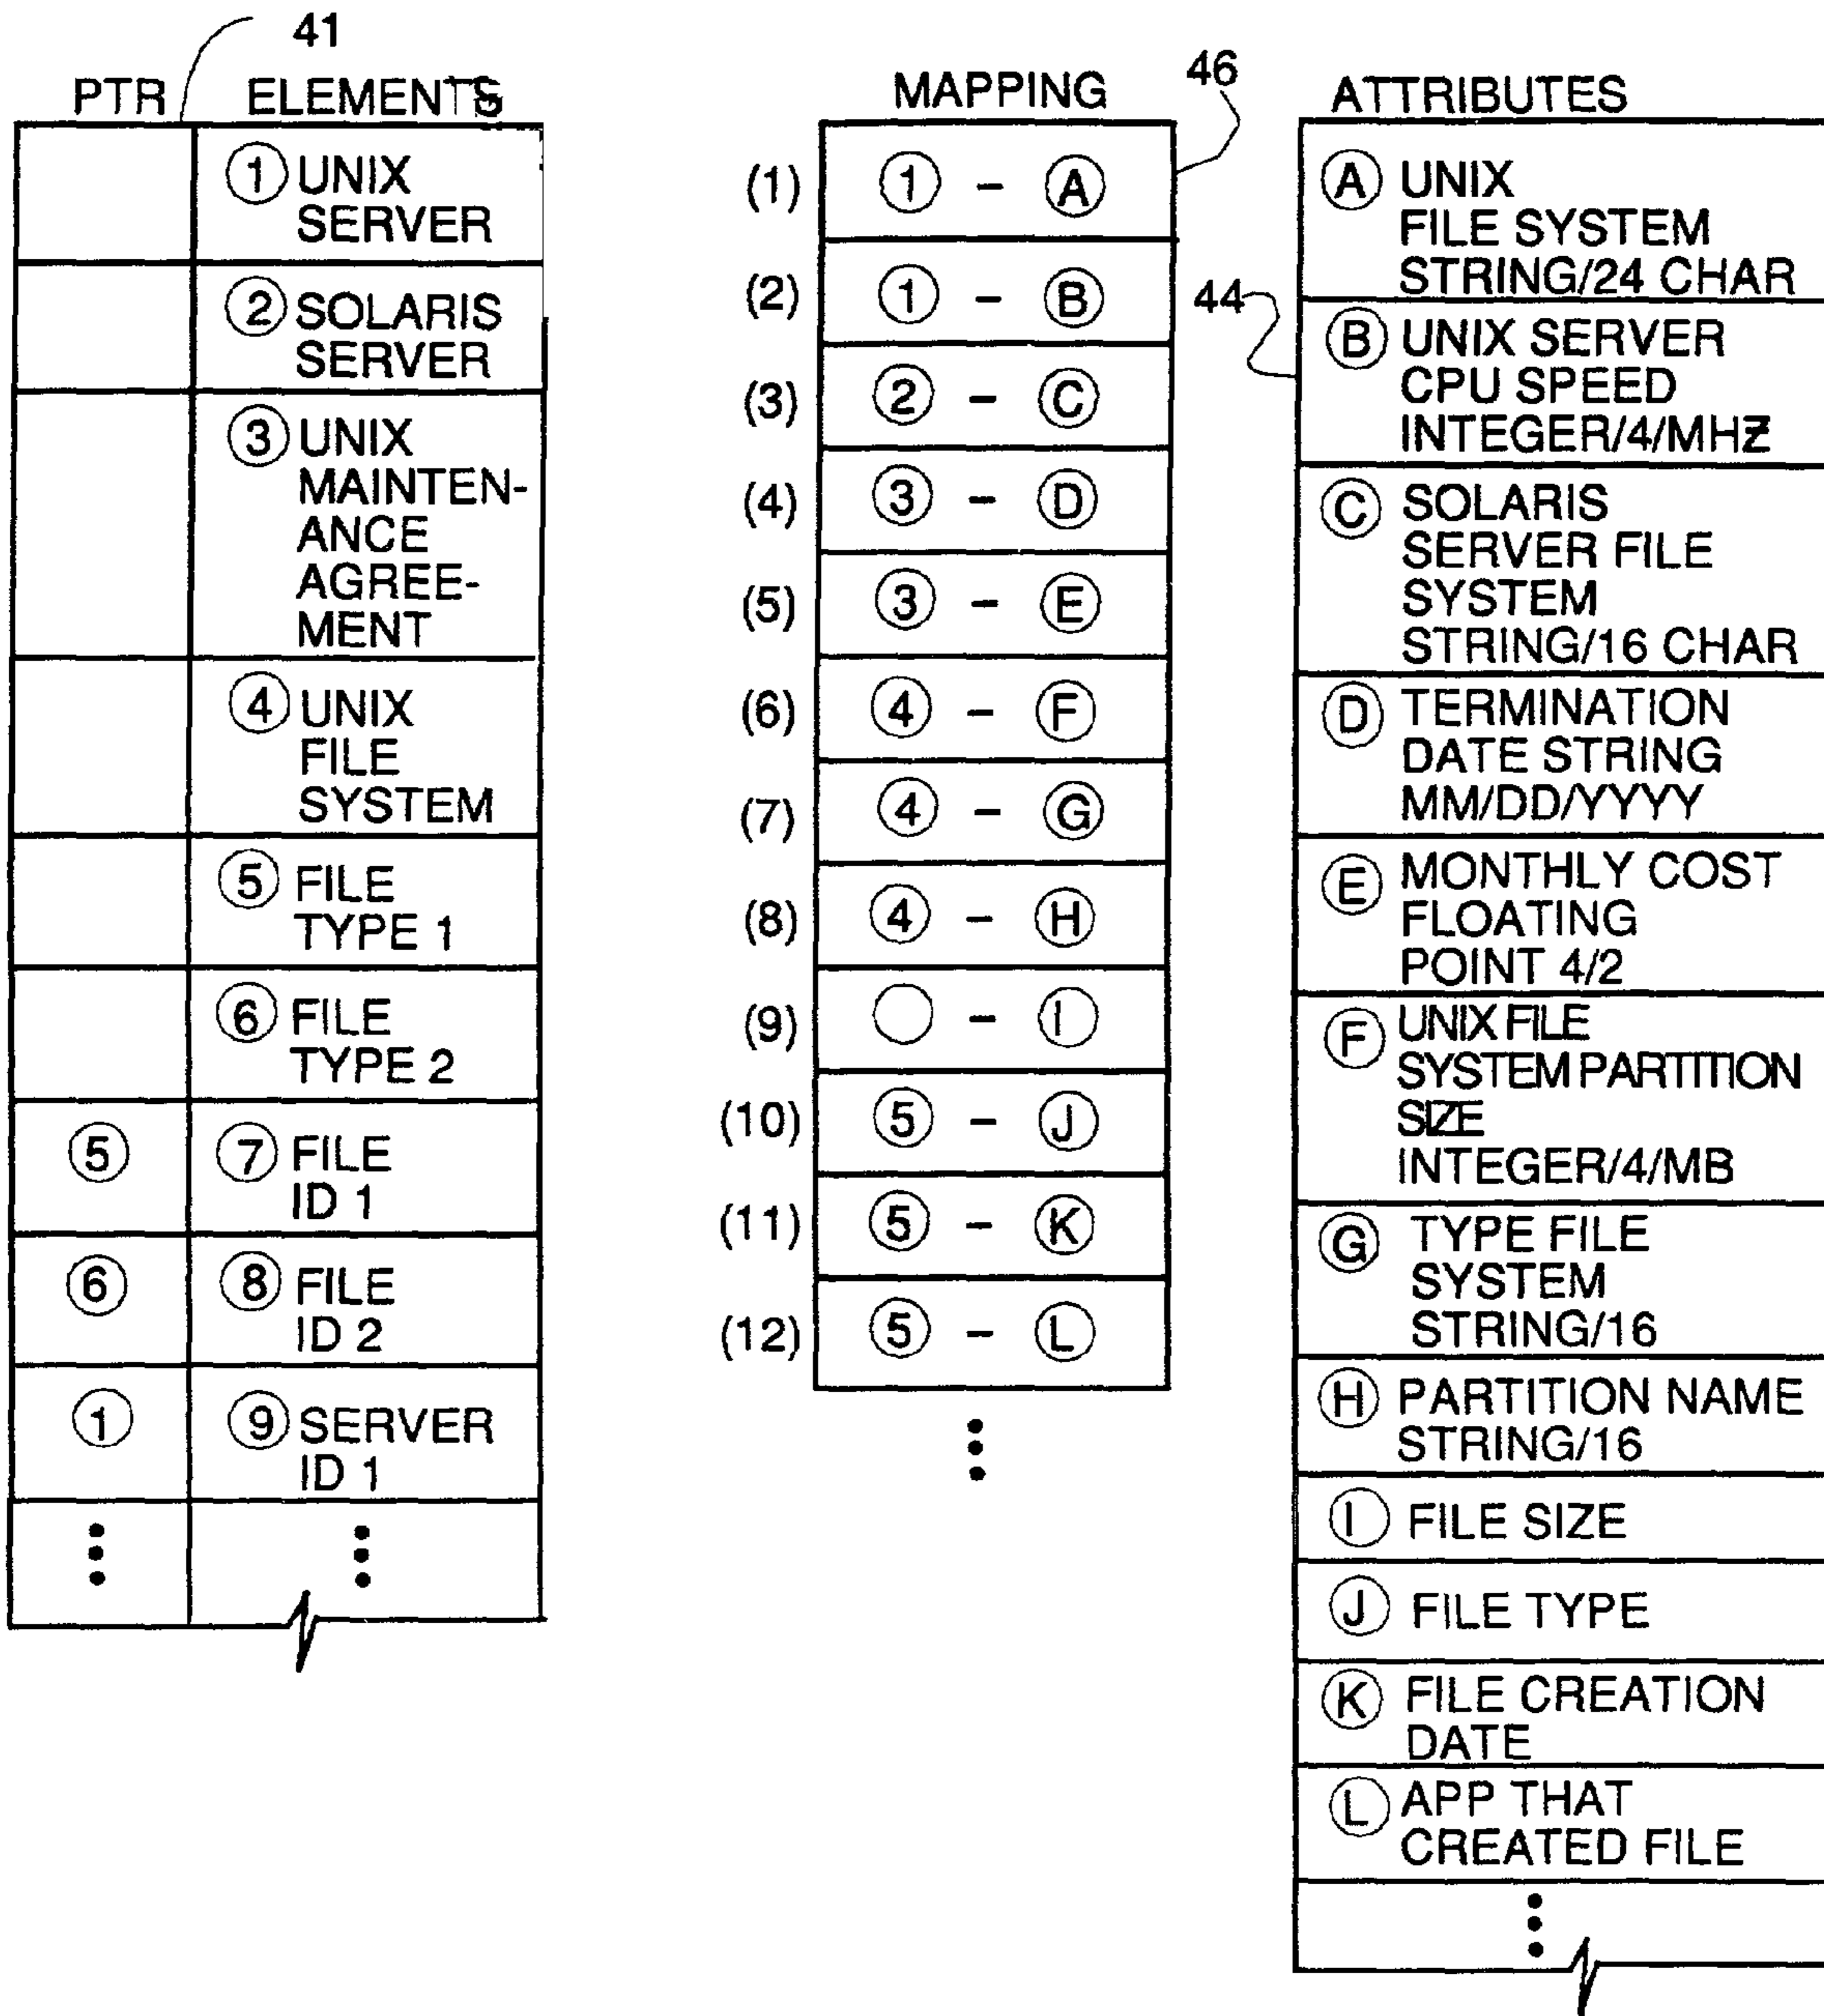 41
PTR ELEMENTS
① UNIX
SERVER
② SOLARIS
SERVER
③ UNIX
MAINTEN-
ANCE
AGREE-
MENT
④ UNIX
FILE
SYSTEM
⑤ FILE
TYPE 1
⑥ FILE
TYPE 2
⑤ ⑦ FILE
ID 1
⑥ ⑧ FILE
ID 2
① ⑨ SERVER
ID 1
MAPPING
46
(1) ① - Ⓐ
(2) ① - Ⓑ
(3) ② - Ⓒ
(4) ③ - Ⓓ
(5) ③ - Ⓔ
(6) ④ - Ⓕ
(7) ④ - Ⓖ
(8) ④ - Ⓗ
(9) ○ - Ⓘ
(10) ⑤ - Ⓙ
(11) ⑤ - Ⓚ
(12) ⑤ - Ⓛ
ATTRIBUTES
44
Ⓐ UNIX
FILE SYSTEM
STRING/24 CHAR
Ⓑ UNIX SERVER
CPU SPEED
INTEGER/4/MHZ
Ⓒ SOLARIS
SERVER FILE
SYSTEM
STRING/16 CHAR
Ⓓ TERMINATION
DATE STRING
MM/DD/YYYY
Ⓔ MONTHLY COST
FLOATING
POINT 4/2
Ⓕ UNIX FILE
SYSTEM PARTITION
SIZE
INTEGER/4/MB
Ⓖ TYPE FILE
SYSTEM
STRING/16
Ⓗ PARTITION NAME
STRING/16
Ⓘ FILE SIZE
Ⓙ FILE TYPE
Ⓚ FILE CREATION
DATE
Ⓛ APP THAT
CREATED FILE